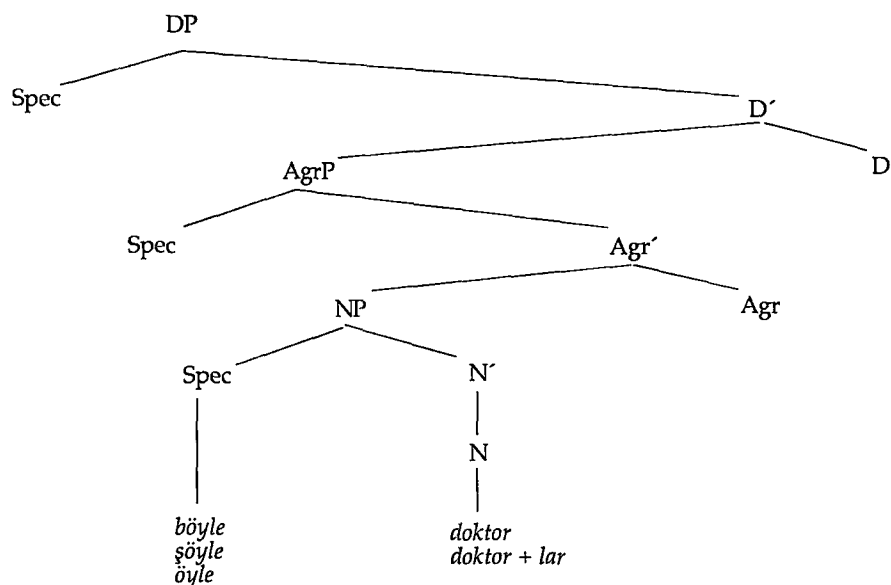 DP
Spec
D´
AgrP
D
Spec
Agr´
NP
Agr
Spec
N´
N
böyle
şöyle
öyle
doktor
doktor + lar